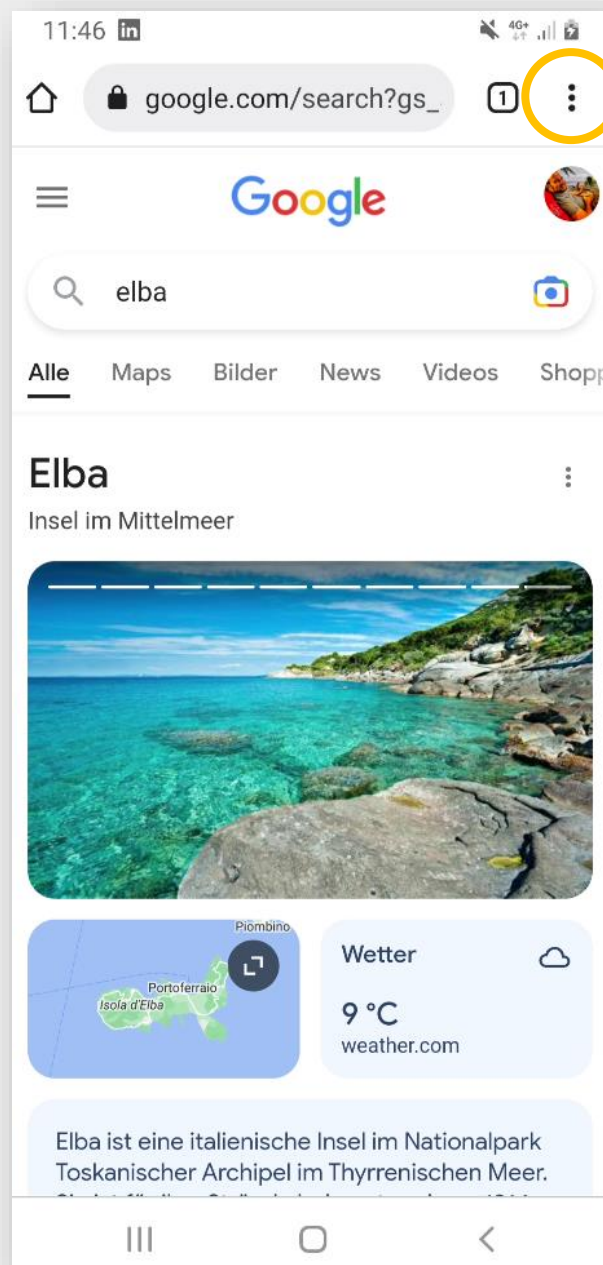 11:46 in
4G+
google.com/search?gs_
1
Google
elba
Alle Maps Bilder News Videos Shopp
Elba
Insel im Mittelmeer
Piombino
Portoferraio
Isola d'Elba
Wetter
9 °C
weather.com
Elba ist eine italienische Insel im Nationalpark
Toskanischer Archipel im Thyrrenischen Meer.